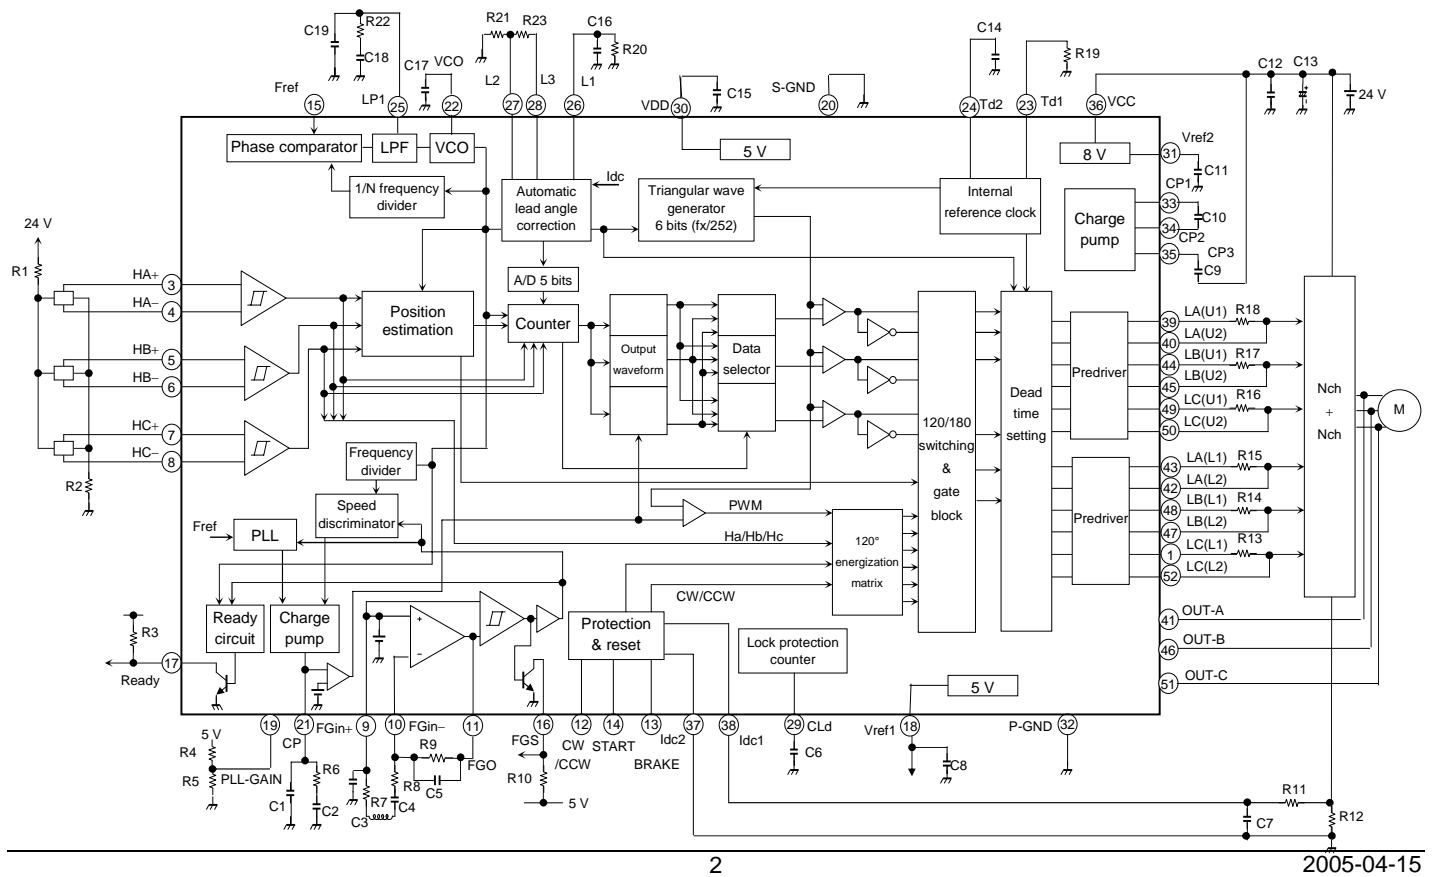 C19
R22
C18
R21
R23
C16
R20
C14
R19
C12
C13
24 V
C17
VCO
L2
L3
L1
C15
S-GND
Fref
LP1
VDD
Td2
Td1
VCC
15
25
22
27
28
26
30
20
24
23
36
Vref2
31
C11
Phase comparator
LPF
VCO
5 V
8 V
1/N frequency
divider
Automatic
lead angle
correction
Idc
Triangular wave
generator
6 bits (fx/252)
Internal
reference clock
Charge
pump
CP1
33
C10
34
CP2
35
CP3
C9
24 V
R1
HA+
3
HA−
4
HB+
5
HB−
6
HC+
7
HC−
8
R2
A/D 5 bits
Position
estimation
Counter
Output
waveform
Data
selector
120/180
switching
&
gate
block
Dead
time
setting
Predriver
Predriver
39
LA(U1)
R18
40
LA(U2)
44
LB(U1)
R17
45
LB(U2)
49
LC(U1)
R16
50
LC(U2)
43
LA(L1)
R15
42
LA(L2)
48
LB(L1)
R14
47
LB(L2)
1
LC(L1)
R13
52
LC(L2)
Nch
+
Nch
M
Frequency
divider
Speed
discriminator
Fref
PLL
PWM
Ha/Hb/Hc
120°
energization
matrix
CW/CCW
Ready
circuit
Charge
pump
+
−
Protection
& reset
Lock protection
counter
5 V
41
OUT-A
46
OUT-B
51
OUT-C
R3
17
Ready
19
21
9
10
11
16
12
14
13
37
38
29
18
32
CP
FGin+
FGin−
FGO
FGS
CW
/CCW
START
BRAKE
Idc2
Idc1
CLd
Vref1
P-GND
5 V
R4
R5
PLL-GAIN
C1
R6
C2
C3
R7
R8
C4
R9
C5
R10
5 V
C6
C8
R11
C7
R12
2
2005-04-15